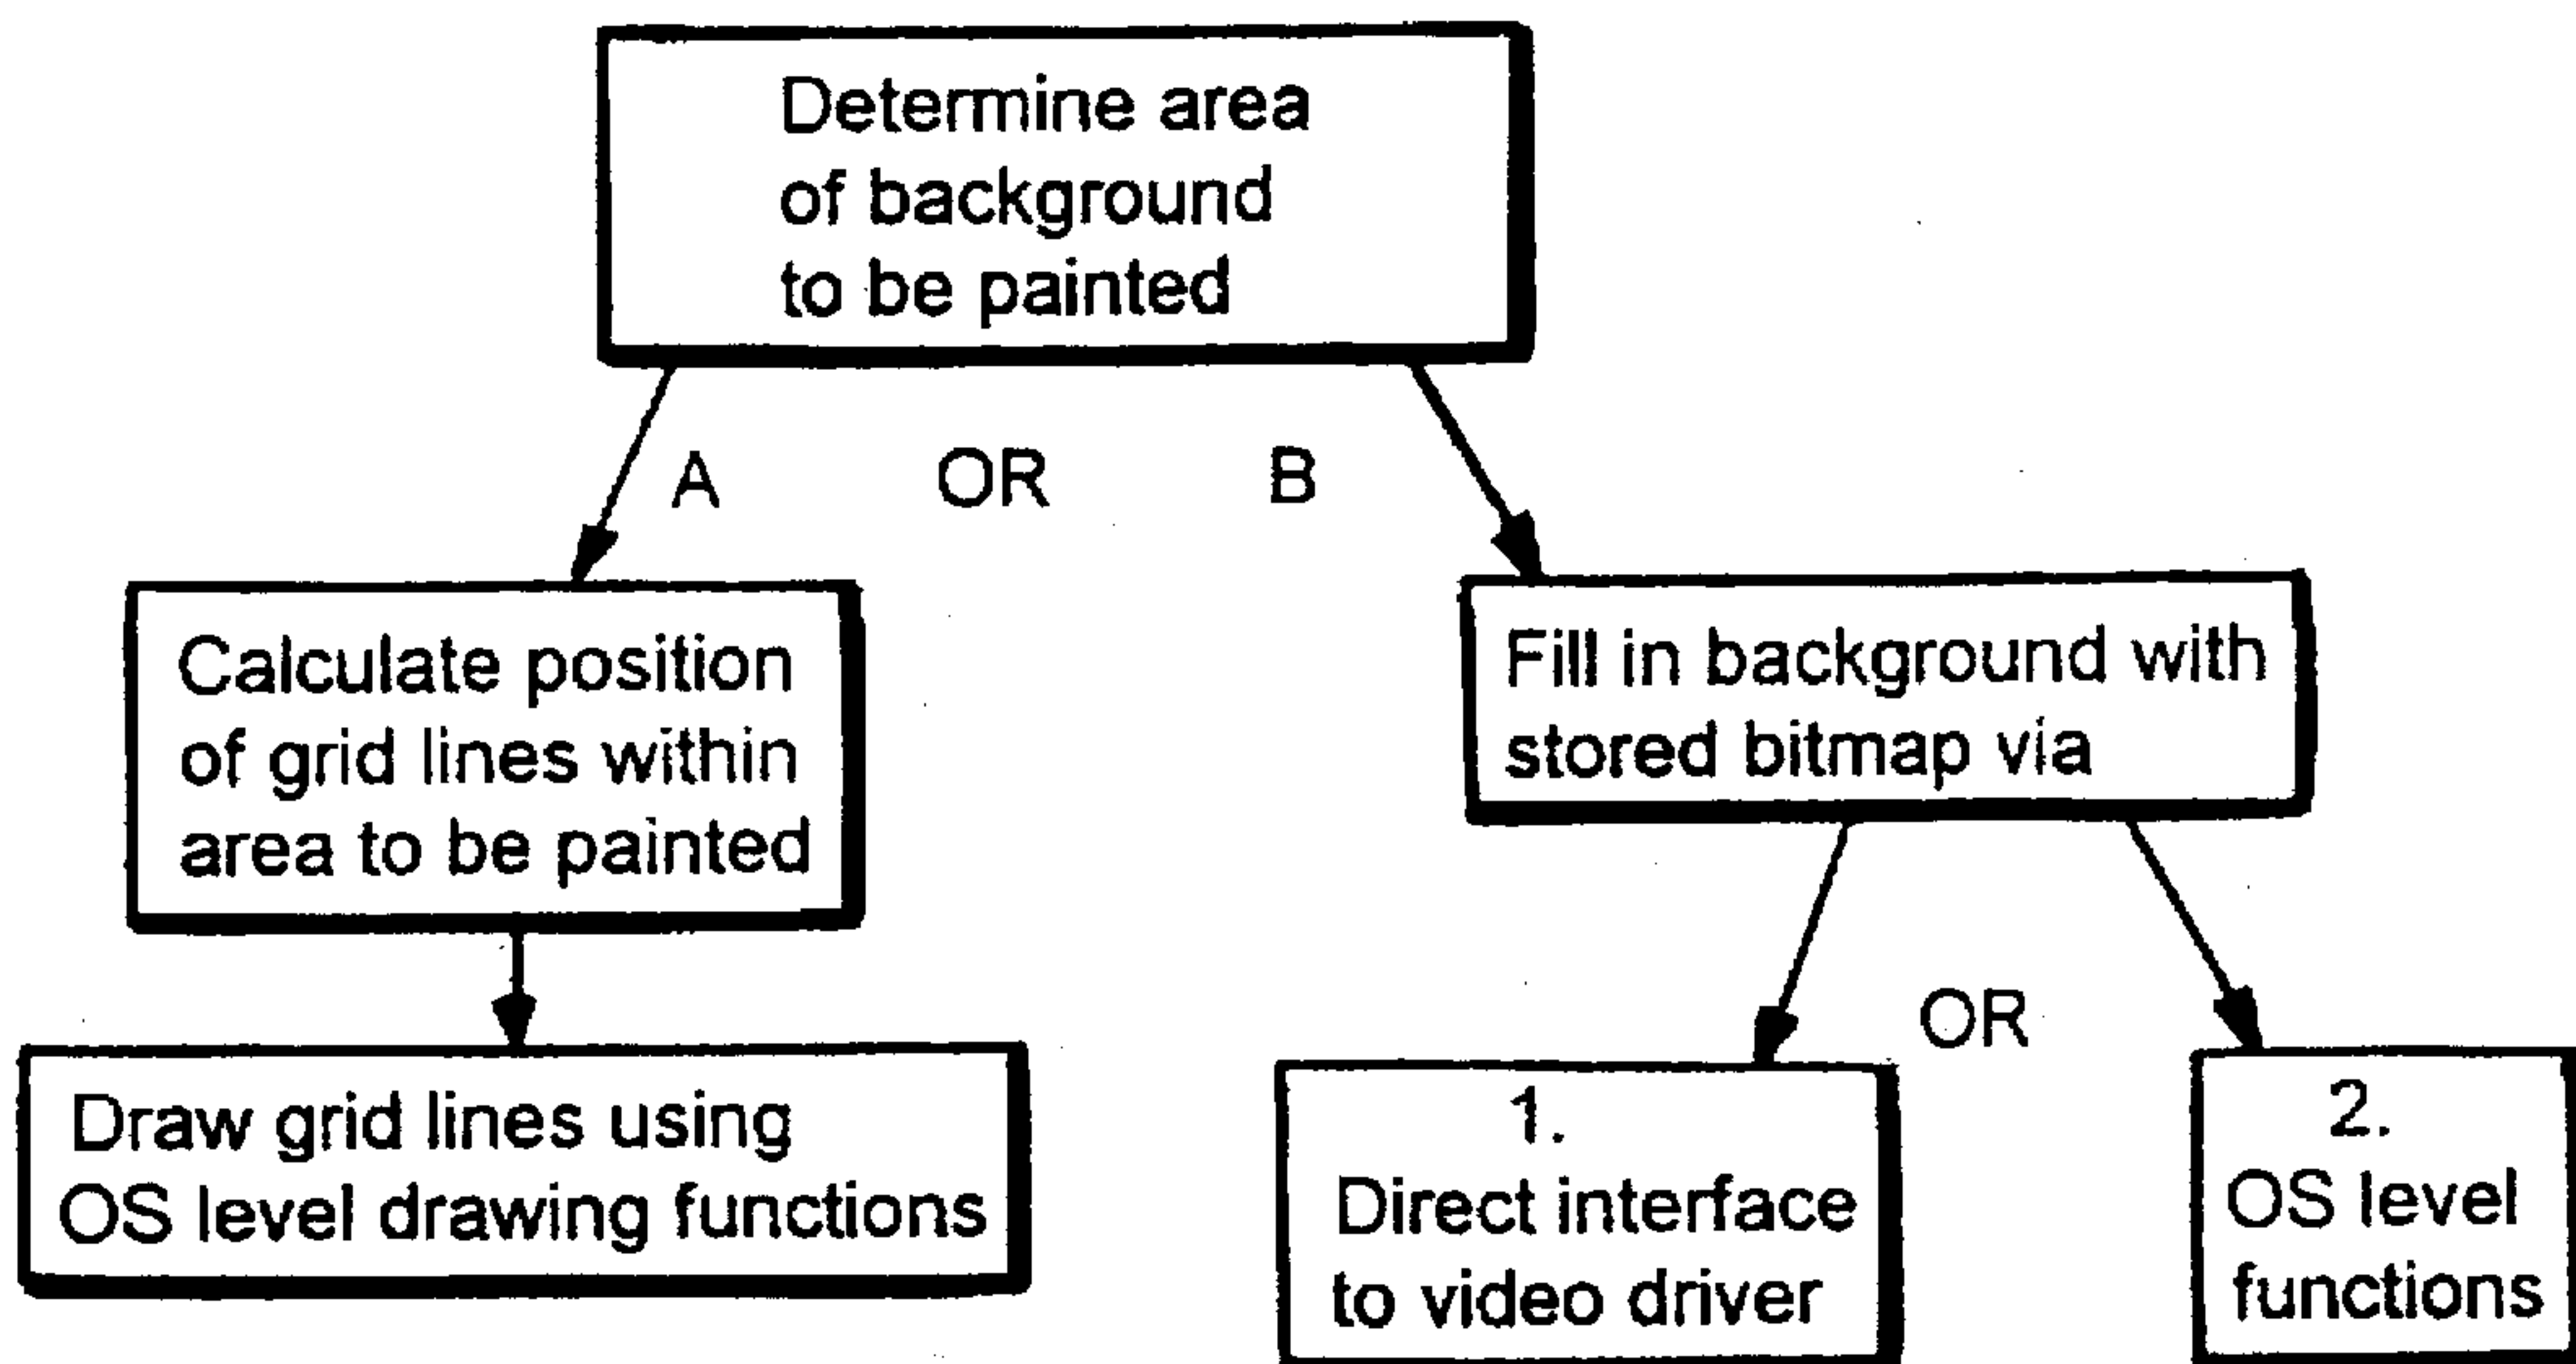 Determine area
of background
to be painted
A OR B
Calculate position
of grid lines within
area to be painted
Fill in background with
stored bitmap via
OR
Draw grid lines using
OS level drawing functions
1.
Direct interface
to video driver
2.
OS level
functions